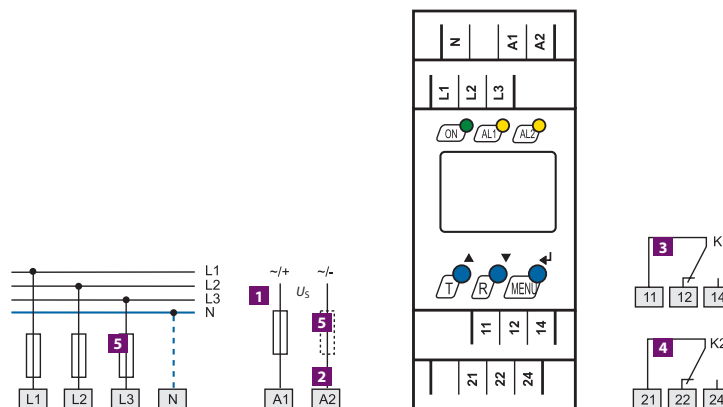 N A1 A2
L1 L2 L3
ON AL1 AL2
T R MENU
11 12 14
21 22 24
L1
L2
L3
N
5
L1 L2 L3 N
~/+ ~/-
1 Us
5
2
A1 A2
3 K
11 12 14
4 K2
21 22 24